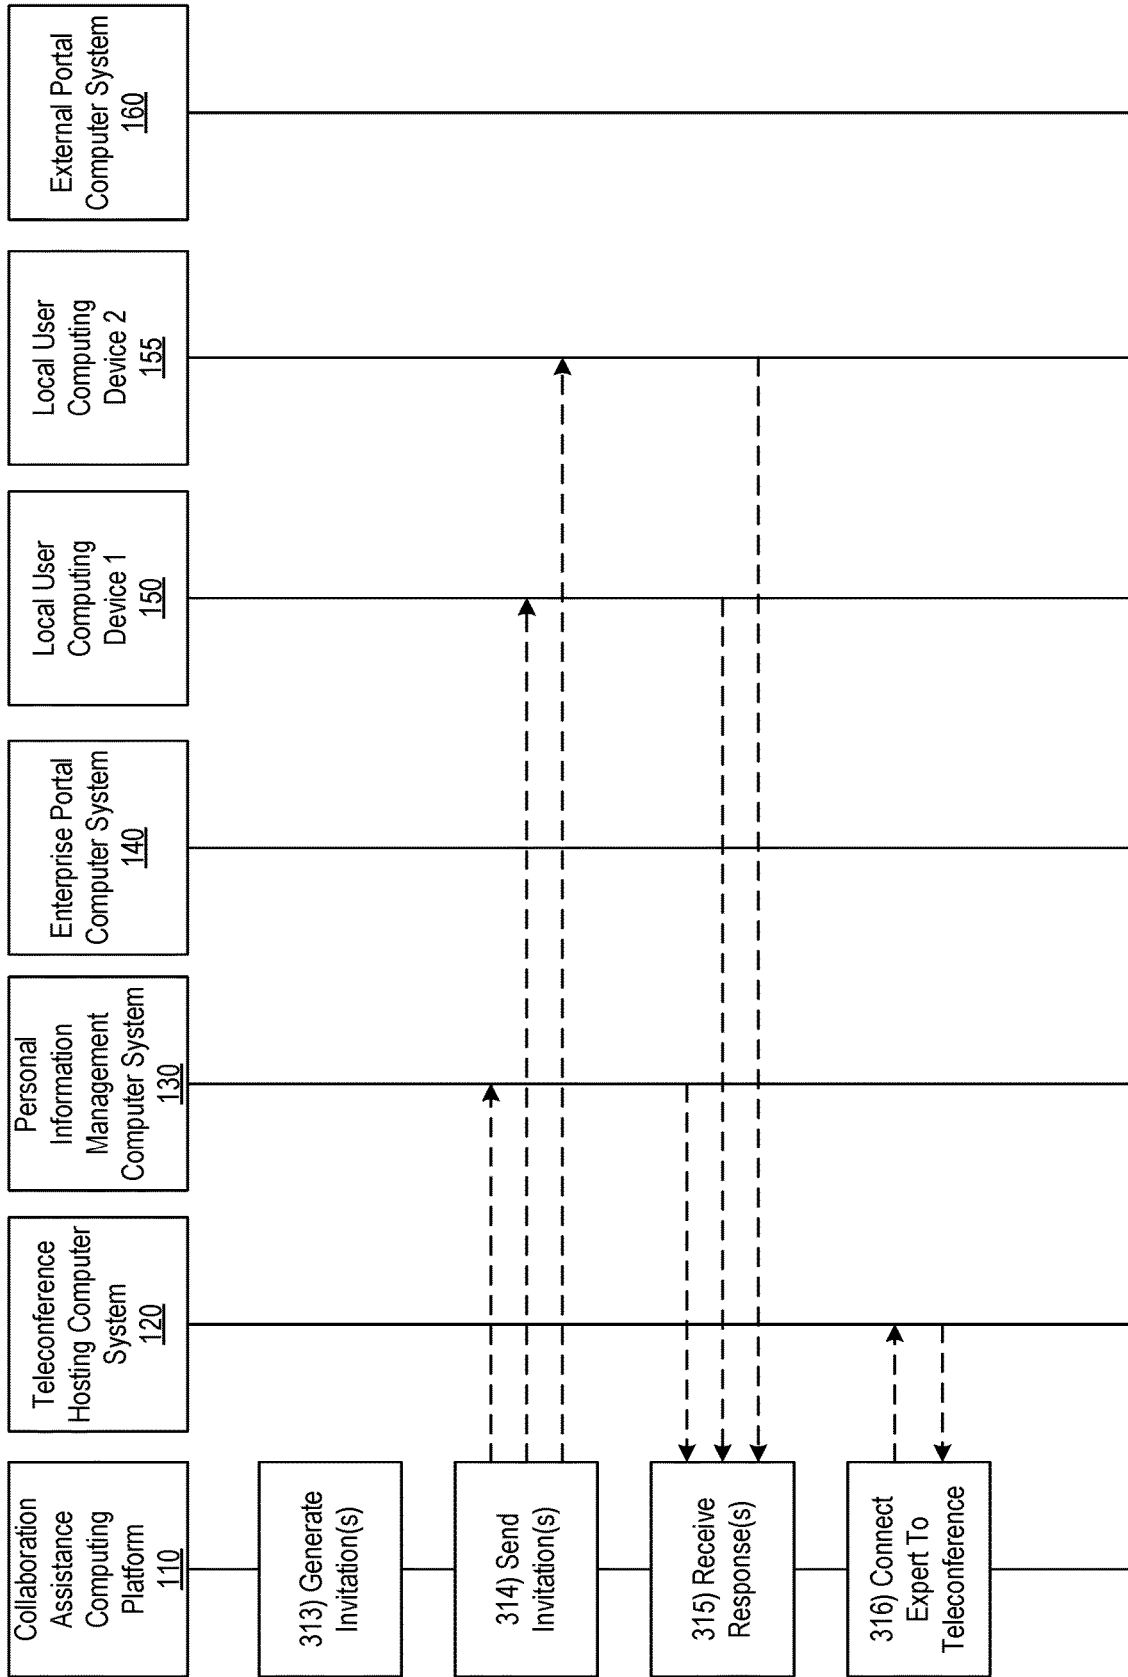 Collaboration
Assistance
Computing
Platform
110
Teleconference
Hosting Computer
System
120
Personal
Information
Management
Computer System
130
Enterprise Portal
Computer System
140
Local User
Computing
Device 1
150
Local User
Computing
Device 2
155
External Portal
Computer System
160
313) Generate
Invitation(s)
314) Send
Invitation(s)
315) Receive
Response(s)
316) Connect
Expert To
Teleconference